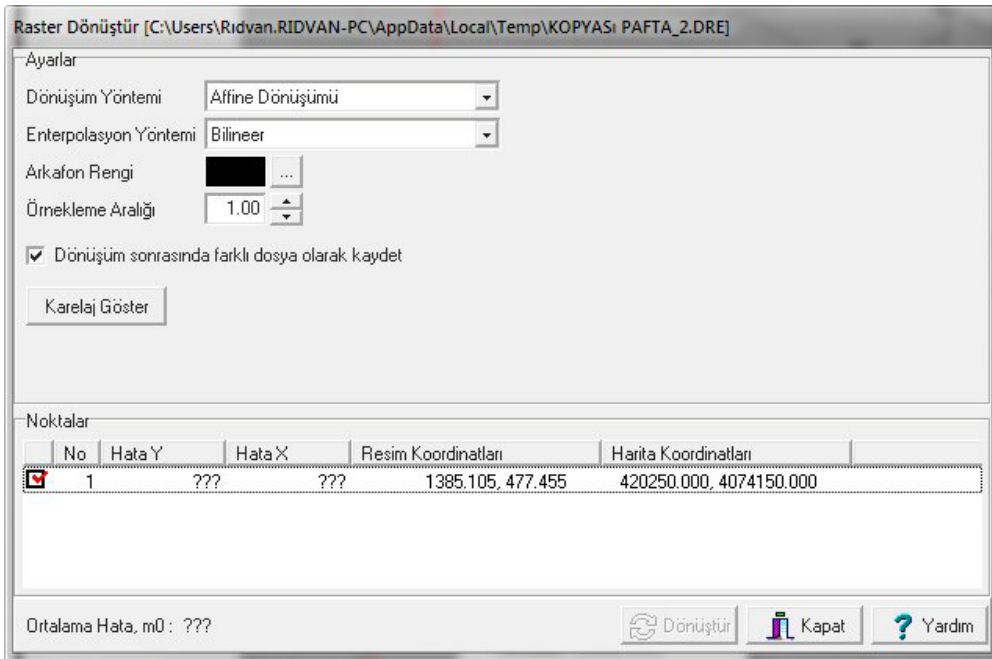 Raster Dönüştür [C:\Users\Rıdvan.RIDVAN-PC\AppData\Local\Temp\KOPYASı PAFTA_2.DRE]
Ayarlar
Dönüşüm Yöntemi Affine Dönüşümü
Enterpolasyon Yöntemi Bilineer
Arkafon Rengi ...
Örnekleme Aralığı 1.00
Dönüşüm sonrasında farklı dosya olarak kaydet
Karelaj Göster
Noktalar
No Hata Y Hata X Resim Koordinatları Harita Koordinatları
1 ??? ??? 1385.105, 477.455 420250.000, 4074150.000
Ortalama Hata, m0 : ??? Dönüştür Kapat ? Yardım